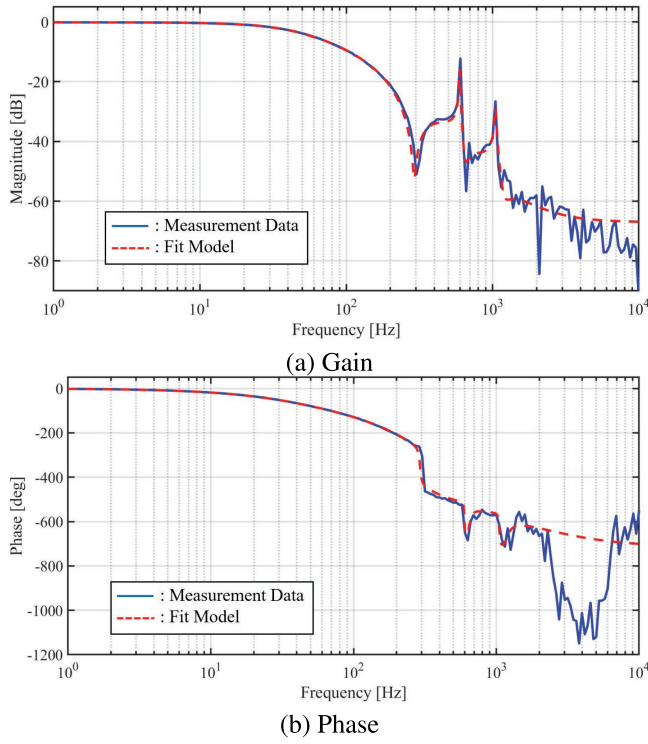 0
-20
-40
-60
-80
Magnitude [dB]
: Measurement Data
: Fit Model
10^0 10^1 10^2 10^3 10^4
Frequency [Hz]
(a) Gain
0
-200
-400
-600
-800
-1000
-1200
Phase [deg]
: Measurement Data
: Fit Model
10^0 10^1 10^2 10^3 10^4
Frequency [Hz]
(b) Phase